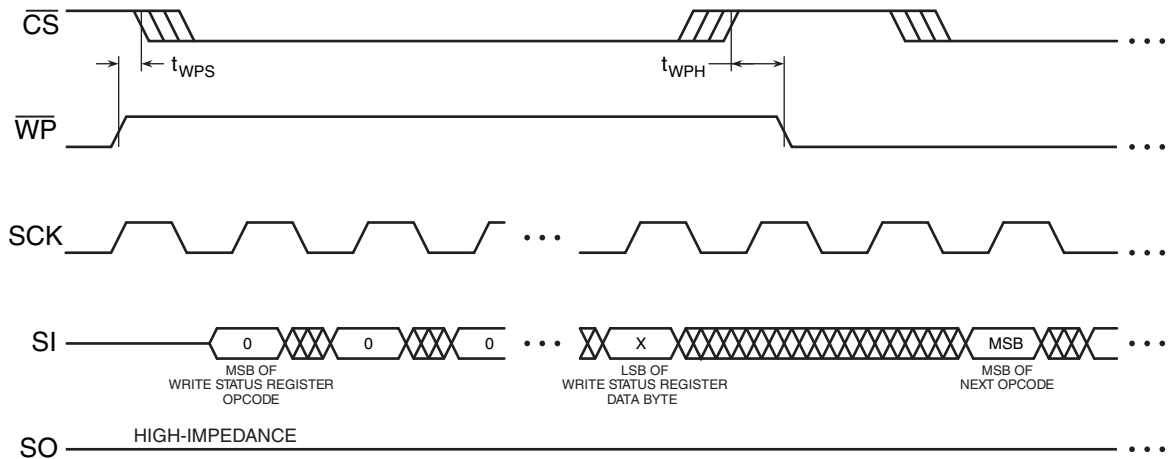 CS
tWPS
tWPH
WP
SCK
SI
0
0
0
X
MSB
MSB OF
WRITE STATUS REGISTER
OPCODE
LSB OF
WRITE STATUS REGISTER
DATA BYTE
MSB OF
NEXT OPCODE
SO
HIGH-IMPEDANCE